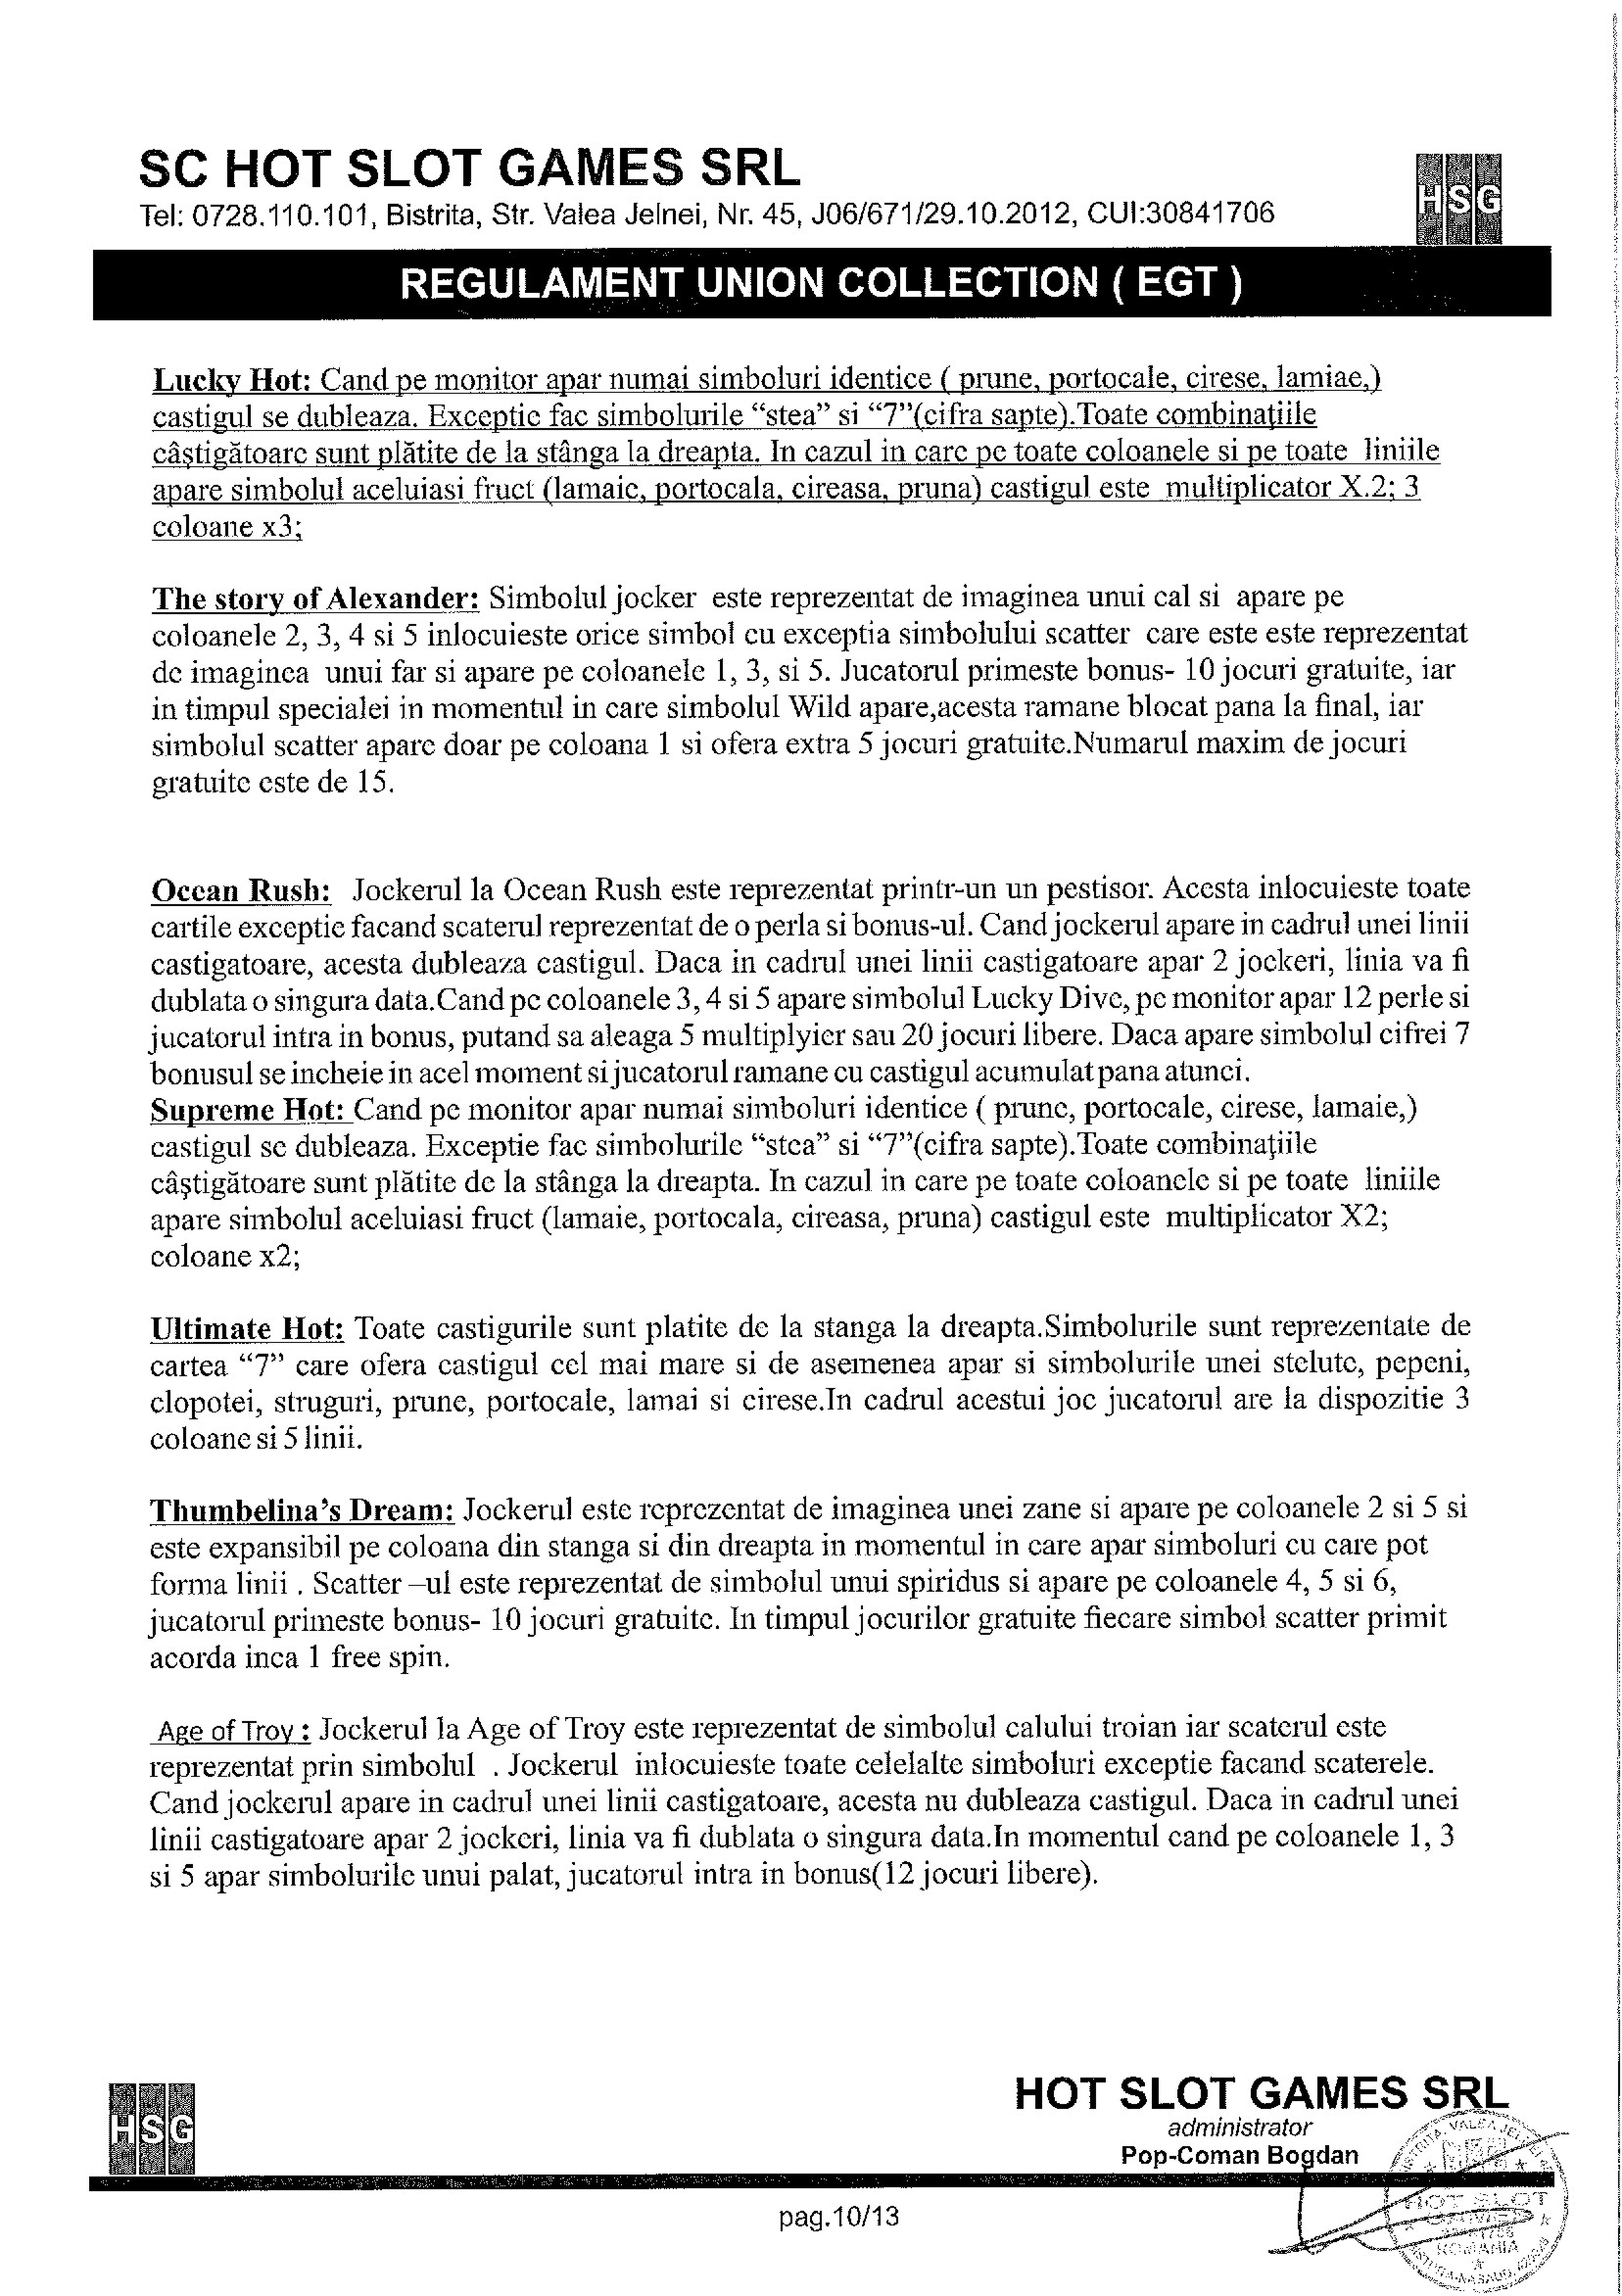 SC HOT SLOT GAMES SRL
Tel: 0728.110.101, Bistrita, Str. Valea Jelnei, Nr. 45, J06/671/29.10.2012, CUI:30841706
HSG
REGULAMENT UNION COLLECTION ( EGT )
Lucky Hot: Cand pe monitor apar numai simboluri identice ( prune, portocale, cirese, lamiae,)
castigul se dubleaza. Exceptie fac simbolurile “stea” si “7”(cifra sapte).Toate combinaţiile
câştigătoare sunt plătite de la stânga la dreapta. In cazul in care pe toate coloanele si pe toate liniile
apare simbolul aceluiasi fruct (lamaie, portocala, cireasa, pruna) castigul este multiplicator X.2; 3
coloane x3;
The story of Alexander: Simbolul jocker este reprezentat de imaginea unui cal si apare pe
coloanele 2, 3, 4 si 5 inlocuieste orice simbol cu exceptia simbolului scatter care este este reprezentat
de imaginea unui far si apare pe coloanele 1, 3, si 5. Jucatorul primeste bonus- 10 jocuri gratuite, iar
in timpul specialei in momentul in care simbolul Wild apare,acesta ramane blocat pana la final, iar
simbolul scatter apare doar pe coloana 1 si ofera extra 5 jocuri gratuite.Numarul maxim de jocuri
gratuite este de 15.
Ocean Rush: Jockerul la Ocean Rush este reprezentat printr-un un pestisor. Acesta inlocuieste toate
cartile exceptie facand scaterul reprezentat de o perla si bonus-ul. Cand jockerul apare in cadrul unei linii
castigatoare, acesta dubleaza castigul. Daca in cadrul unei linii castigatoare apar 2 jockeri, linia va fi
dublata o singura data.Cand pe coloanele 3, 4 si 5 apare simbolul Lucky Dive, pe monitor apar 12 perle si
jucatorul intra in bonus, putand sa aleaga 5 multiplyier sau 20 jocuri libere. Daca apare simbolul cifrei 7
bonusul se incheie in acel moment si jucatorul ramane cu castigul acumulat pana atunci.
Supreme Hot: Cand pe monitor apar numai simboluri identice ( prune, portocale, cirese, lamaie,)
castigul se dubleaza. Exceptie fac simbolurile “stea” si “7”(cifra sapte).Toate combinaţiile
câştigătoare sunt plătite de la stânga la dreapta. In cazul in care pe toate coloanele si pe toate liniile
apare simbolul aceluiasi fruct (lamaie, portocala, cireasa, pruna) castigul este multiplicator X2;
coloane x2;
Ultimate Hot: Toate castigurile sunt platite de la stanga la dreapta.Simbolurile sunt reprezentate de
cartea “7” care ofera castigul cel mai mare si de asemenea apar si simbolurile unei stelute, pepeni,
clopotei, struguri, prune, portocale, lamai si cirese.In cadrul acestui joc jucatorul are la dispozitie 3
coloane si 5 linii.
Thumbelina’s Dream: Jockerul este reprezentat de imaginea unei zane si apare pe coloanele 2 si 5 si
este expansibil pe coloana din stanga si din dreapta in momentul in care apar simboluri cu care pot
forma linii . Scatter –ul este reprezentat de simbolul unui spiridus si apare pe coloanele 4, 5 si 6,
jucatorul primeste bonus- 10 jocuri gratuite. In timpul jocurilor gratuite fiecare simbol scatter primit
acorda inca 1 free spin.
Age of Troy : Jockerul la Age of Troy este reprezentat de simbolul calului troian iar scaterul este
reprezentat prin simbolul . Jockerul inlocuieste toate celelalte simboluri exceptie facand scaterele.
Cand jockerul apare in cadrul unei linii castigatoare, acesta nu dubleaza castigul. Daca in cadrul unei
linii castigatoare apar 2 jockeri, linia va fi dublata o singura data.In momentul cand pe coloanele 1, 3
si 5 apar simbolurile unui palat, jucatorul intra in bonus(12 jocuri libere).
HOT SLOT GAMES SRL
administrator
Pop-Coman Bogdan
HSG
pag.10/13
HOT SLOT
GAMES
ROMANIA